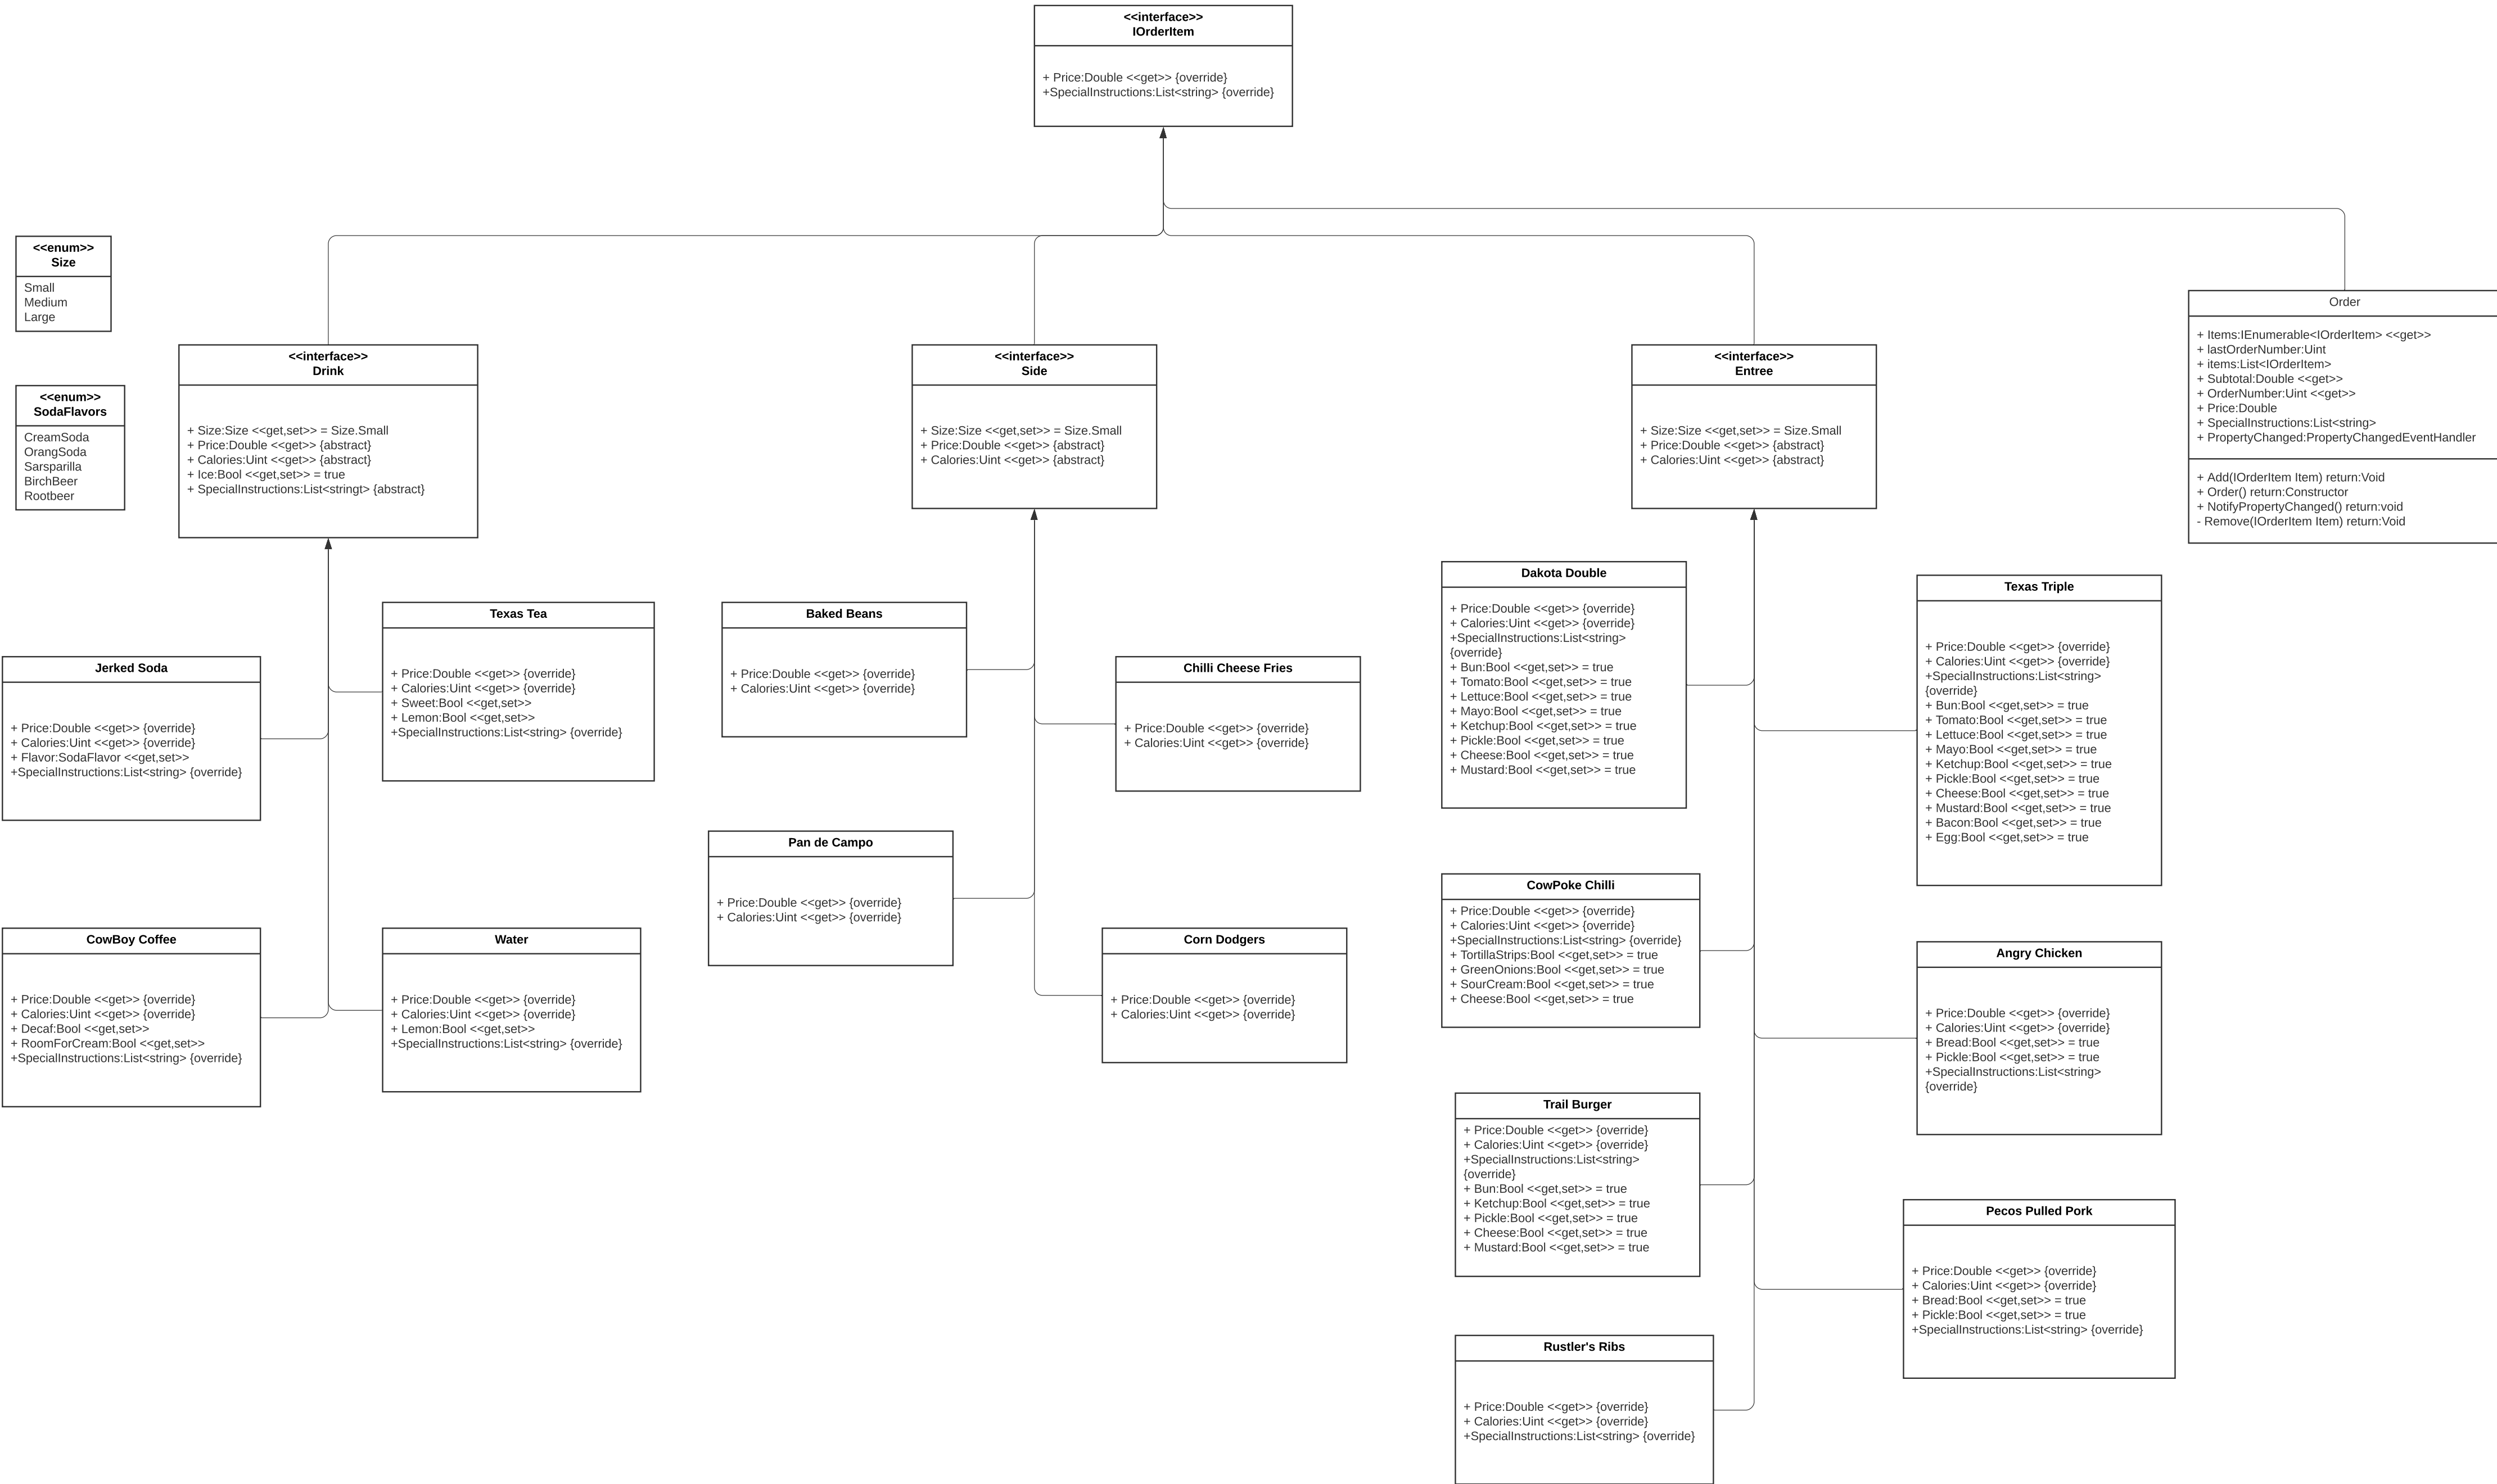 <<interface>>
IOrderItem
+ Price:Double <<get>> {override}
+SpecialInstructions:List<string> {override}
<<enum>>
Size
Small
Medium
Large
<<enum>>
SodaFlavors
CreamSoda
OrangSoda
Sarsparilla
BirchBeer
Rootbeer
<<interface>>
Drink
+ Size:Size <<get,set>> = Size.Small
+ Price:Double <<get>> {abstract}
+ Calories:Uint <<get>> {abstract}
+ Ice:Bool <<get,set>> = true
+ SpecialInstructions:List<stringt> {abstract}
<<interface>>
Side
+ Size:Size <<get,set>> = Size.Small
+ Price:Double <<get>> {abstract}
+ Calories:Uint <<get>> {abstract}
<<interface>>
Entree
+ Size:Size <<get,set>> = Size.Small
+ Price:Double <<get>> {abstract}
+ Calories:Uint <<get>> {abstract}
Order
+ Items:IEnumerable<IOrderItem> <<get>>
+ lastOrderNumber:Uint
+ items:List<IOrderItem>
+ Subtotal:Double <<get>>
+ OrderNumber:Uint <<get>>
+ Price:Double
+ SpecialInstructions:List<string>
+ PropertyChanged:PropertyChangedEventHandler
+ Add(IOrderItem Item) return:Void
+ Order() return:Constructor
+ NotifyPropertyChanged() return:void
- Remove(IOrderItem Item) return:Void
Jerked Soda
+ Price:Double <<get>> {override}
+ Calories:Uint <<get>> {override}
+ Flavor:SodaFlavor <<get,set>>
+SpecialInstructions:List<string> {override}
Texas Tea
+ Price:Double <<get>> {override}
+ Calories:Uint <<get>> {override}
+ Sweet:Bool <<get,set>>
+ Lemon:Bool <<get,set>>
+SpecialInstructions:List<string> {override}
CowBoy Coffee
+ Price:Double <<get>> {override}
+ Calories:Uint <<get>> {override}
+ Decaf:Bool <<get,set>>
+ RoomForCream:Bool <<get,set>>
+SpecialInstructions:List<string> {override}
Water
+ Price:Double <<get>> {override}
+ Calories:Uint <<get>> {override}
+ Lemon:Bool <<get,set>>
+SpecialInstructions:List<string> {override}
Baked Beans
+ Price:Double <<get>> {override}
+ Calories:Uint <<get>> {override}
Chilli Cheese Fries
+ Price:Double <<get>> {override}
+ Calories:Uint <<get>> {override}
Pan de Campo
+ Price:Double <<get>> {override}
+ Calories:Uint <<get>> {override}
Corn Dodgers
+ Price:Double <<get>> {override}
+ Calories:Uint <<get>> {override}
Dakota Double
+ Price:Double <<get>> {override}
+ Calories:Uint <<get>> {override}
+SpecialInstructions:List<string>
{override}
+ Bun:Bool <<get,set>> = true
+ Tomato:Bool <<get,set>> = true
+ Lettuce:Bool <<get,set>> = true
+ Mayo:Bool <<get,set>> = true
+ Ketchup:Bool <<get,set>> = true
+ Pickle:Bool <<get,set>> = true
+ Cheese:Bool <<get,set>> = true
+ Mustard:Bool <<get,set>> = true
Texas Triple
+ Price:Double <<get>> {override}
+ Calories:Uint <<get>> {override}
+SpecialInstructions:List<string>
{override}
+ Bun:Bool <<get,set>> = true
+ Tomato:Bool <<get,set>> = true
+ Lettuce:Bool <<get,set>> = true
+ Mayo:Bool <<get,set>> = true
+ Ketchup:Bool <<get,set>> = true
+ Pickle:Bool <<get,set>> = true
+ Cheese:Bool <<get,set>> = true
+ Mustard:Bool <<get,set>> = true
+ Bacon:Bool <<get,set>> = true
+ Egg:Bool <<get,set>> = true
CowPoke Chilli
+ Price:Double <<get>> {override}
+ Calories:Uint <<get>> {override}
+SpecialInstructions:List<string> {override}
+ TortillaStrips:Bool <<get,set>> = true
+ GreenOnions:Bool <<get,set>> = true
+ SourCream:Bool <<get,set>> = true
+ Cheese:Bool <<get,set>> = true
Angry Chicken
+ Price:Double <<get>> {override}
+ Calories:Uint <<get>> {override}
+ Bread:Bool <<get,set>> = true
+ Pickle:Bool <<get,set>> = true
+SpecialInstructions:List<string>
{override}
Trail Burger
+ Price:Double <<get>> {override}
+ Calories:Uint <<get>> {override}
+SpecialInstructions:List<string>
{override}
+ Bun:Bool <<get,set>> = true
+ Ketchup:Bool <<get,set>> = true
+ Pickle:Bool <<get,set>> = true
+ Cheese:Bool <<get,set>> = true
+ Mustard:Bool <<get,set>> = true
Pecos Pulled Pork
+ Price:Double <<get>> {override}
+ Calories:Uint <<get>> {override}
+ Bread:Bool <<get,set>> = true
+ Pickle:Bool <<get,set>> = true
+SpecialInstructions:List<string> {override}
Rustler's Ribs
+ Price:Double <<get>> {override}
+ Calories:Uint <<get>> {override}
+SpecialInstructions:List<string> {override}